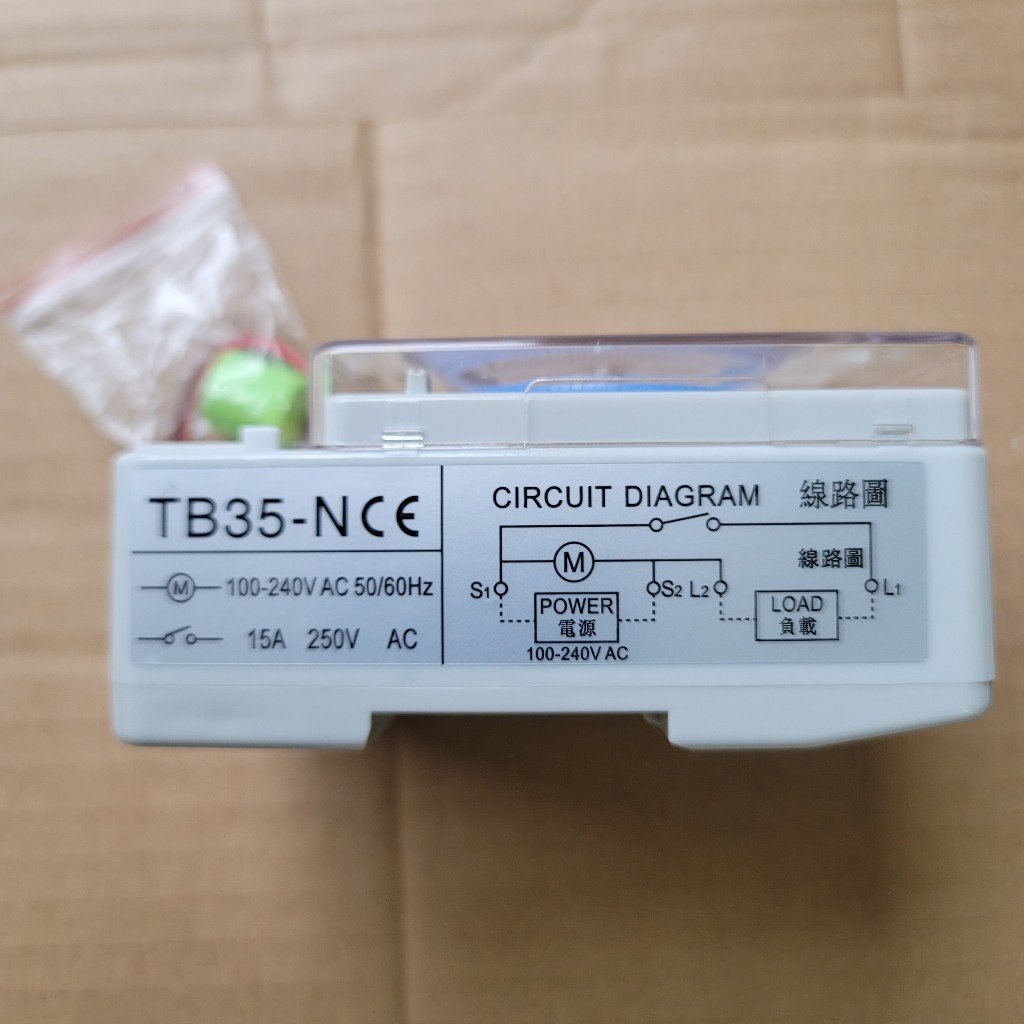 TB35-N CE
M 100-240V AC 50/60Hz
15A 250V AC
CIRCUIT DIAGRAM 線路圖
線路圖
M
S1 S2 L2 L1
POWER
電源
100-240V AC
LOAD
負載